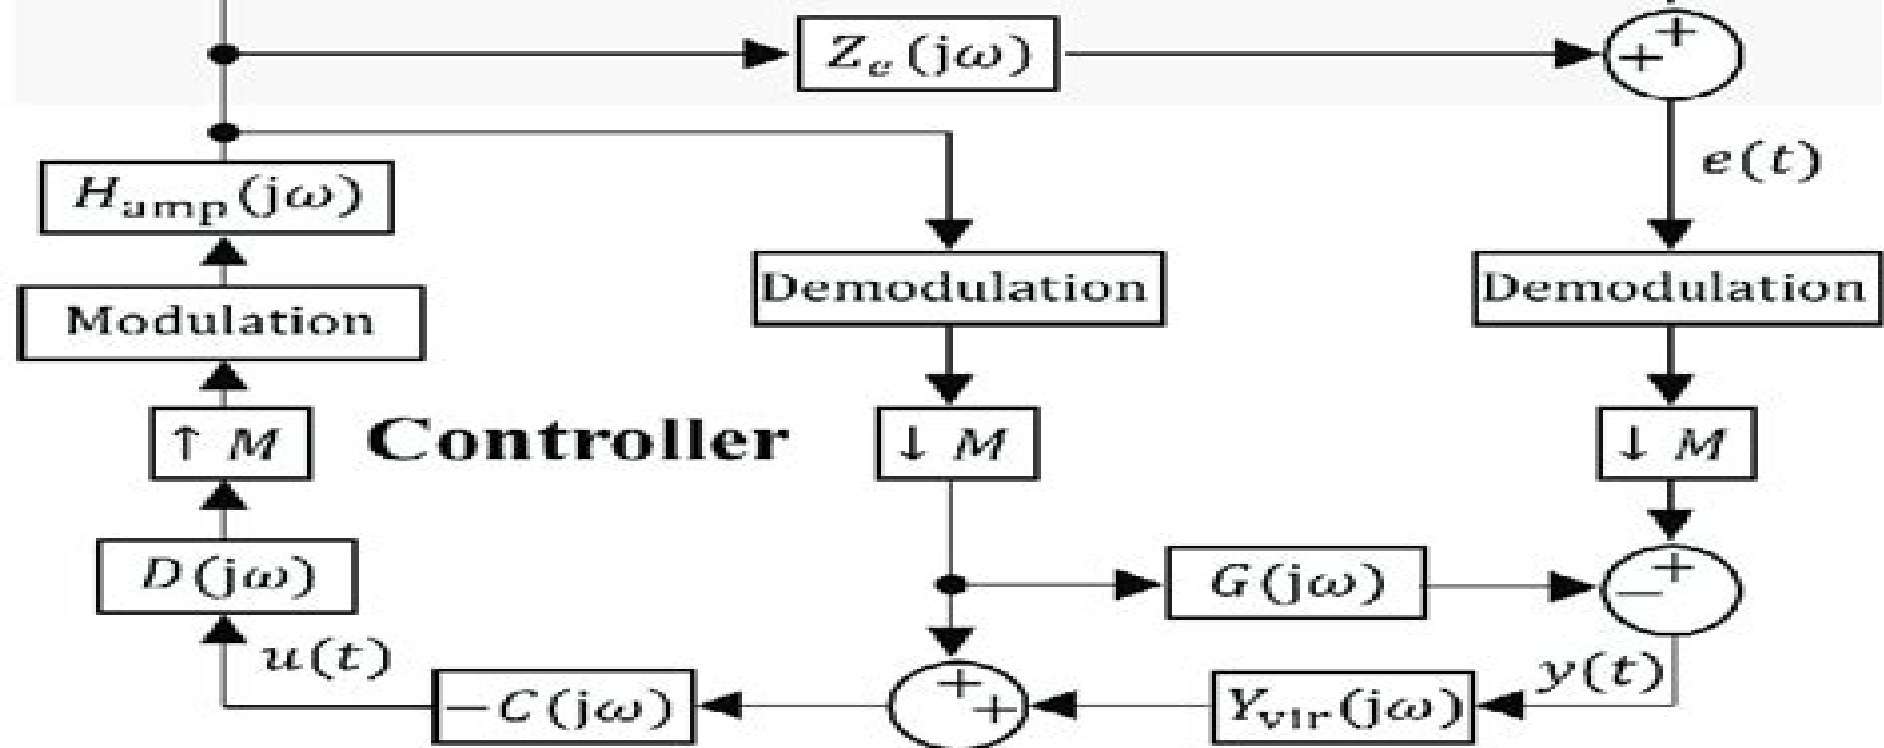 Z_e(jω)
+
+
H_amp(jω)
e(t)
Demodulation
Demodulation
Modulation
↑ M
Controller
↓ M
↓ M
D(jω)
G(jω)
+
−
u(t)
y(t)
−C(jω)
+
+
Y_vir(jω)